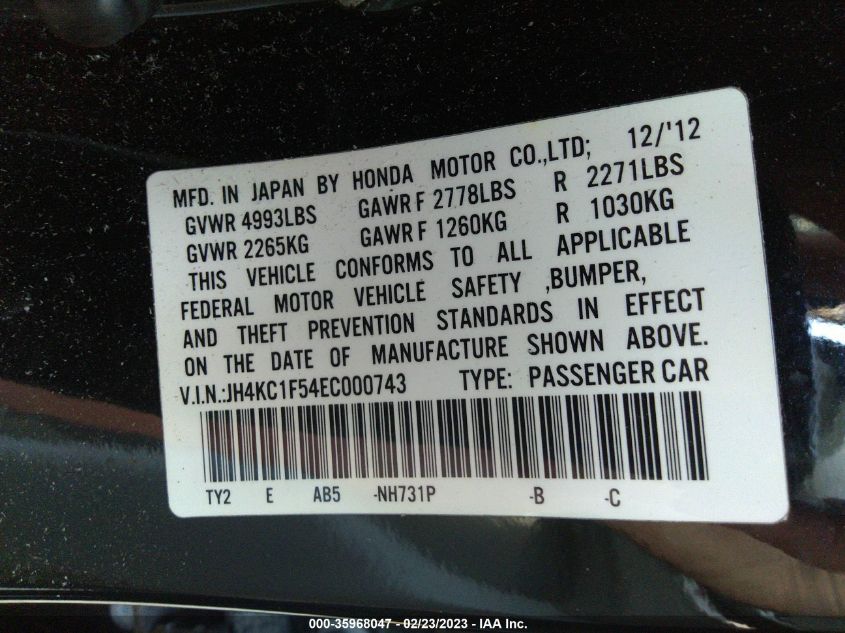 MFD. IN JAPAN BY HONDA MOTOR CO.,LTD; 12/'12
GVWR 4993LBS GAWR F 2778LBS R 2271LBS
GVWR 2265KG GAWR F 1260KG R 1030KG
THIS VEHICLE CONFORMS TO ALL APPLICABLE
FEDERAL MOTOR VEHICLE SAFETY ,BUMPER,
AND THEFT PREVENTION STANDARDS IN EFFECT
ON THE DATE OF MANUFACTURE SHOWN ABOVE.
V.I.N.:JH4KC1F54EC000743 TYPE: PASSENGER CAR
TY2 E AB5 -NH731P -B -C
000-35968047 - 02/23/2023 - IAA Inc.